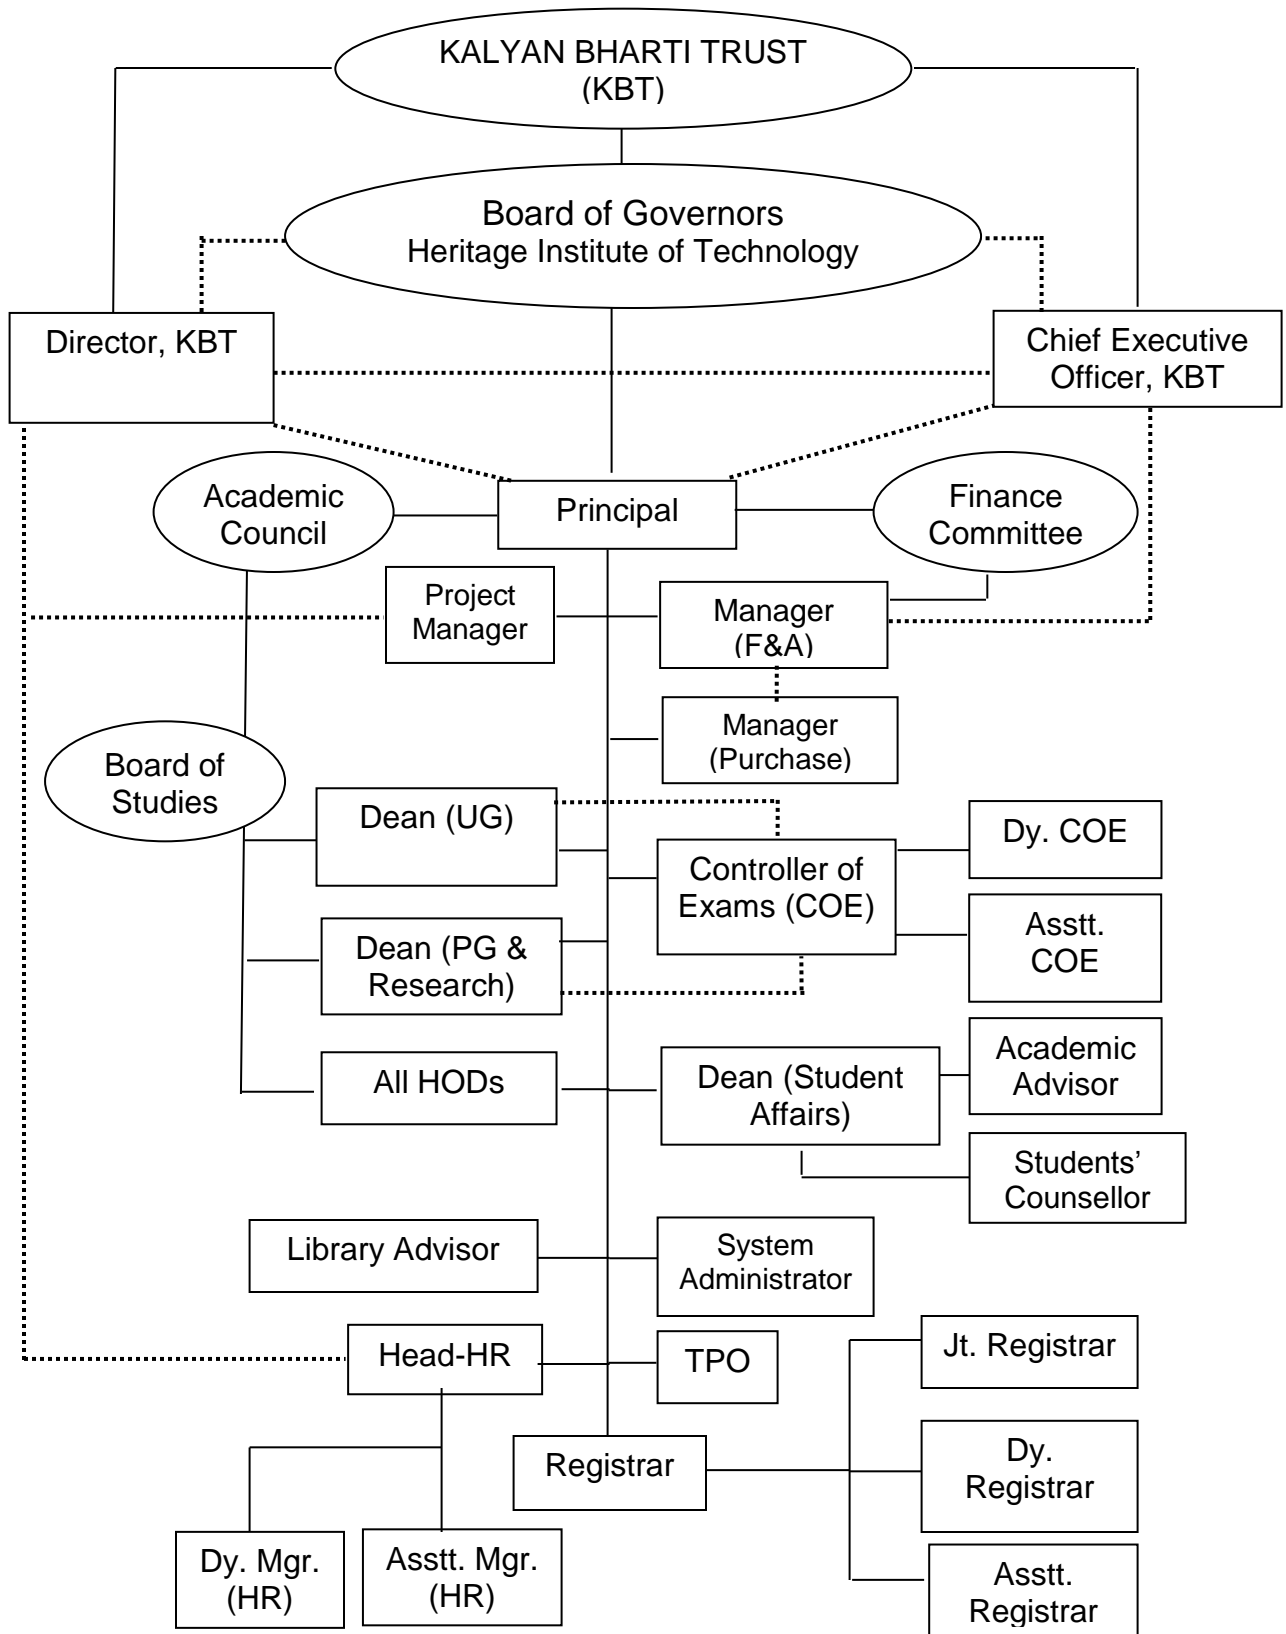 KALYAN BHARTI TRUST
(KBT)
Board of Governors
Heritage Institute of Technology
Director, KBT
Chief Executive
Officer, KBT
Academic
Council
Principal
Finance
Committee
Project
Manager
Manager
(F&A)
Manager
(Purchase)
Board of
Studies
Dean (UG)
Controller of
Exams (COE)
Dy. COE
Asstt.
COE
Dean (PG &
Research)
All HODs
Dean (Student
Affairs)
Academic
Advisor
Students’
Counsellor
Library Advisor
System
Administrator
Head-HR
TPO
Jt. Registrar
Registrar
Dy.
Registrar
Dy. Mgr.
(HR)
Asstt. Mgr.
(HR)
Asstt.
Registrar